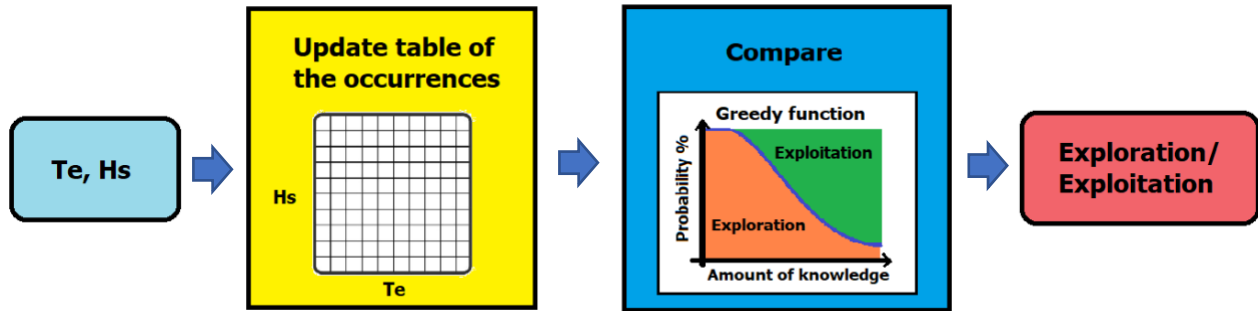 Te, Hs
Update table of
the occurrences
Hs
Te
Compare
Greedy function
Probability %
Exploitation
Exploration
Amount of knowledge
Exploration/
Exploitation